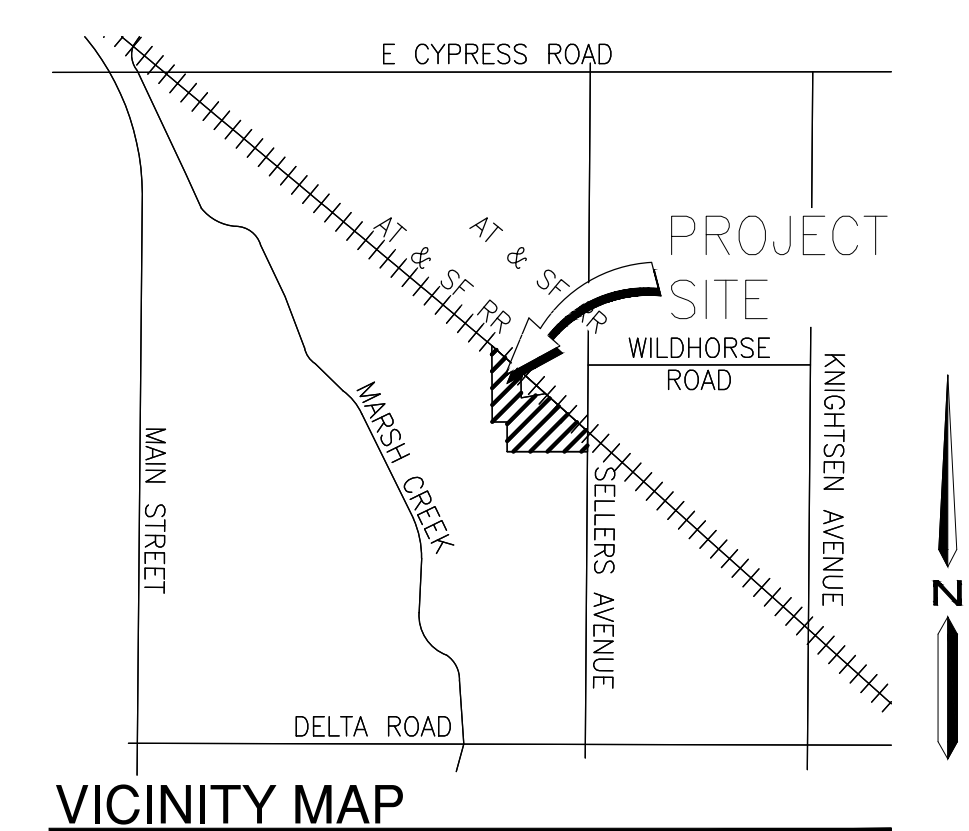 E CYPRESS ROAD
AT & SF RR
AT & SF RR
PROJECT
SITE
WILDHORSE
ROAD
KNIGHTSEN AVENUE
MARSH CREEK
MAIN STREET
SELLERS AVENUE
N
DELTA ROAD
VICINITY MAP